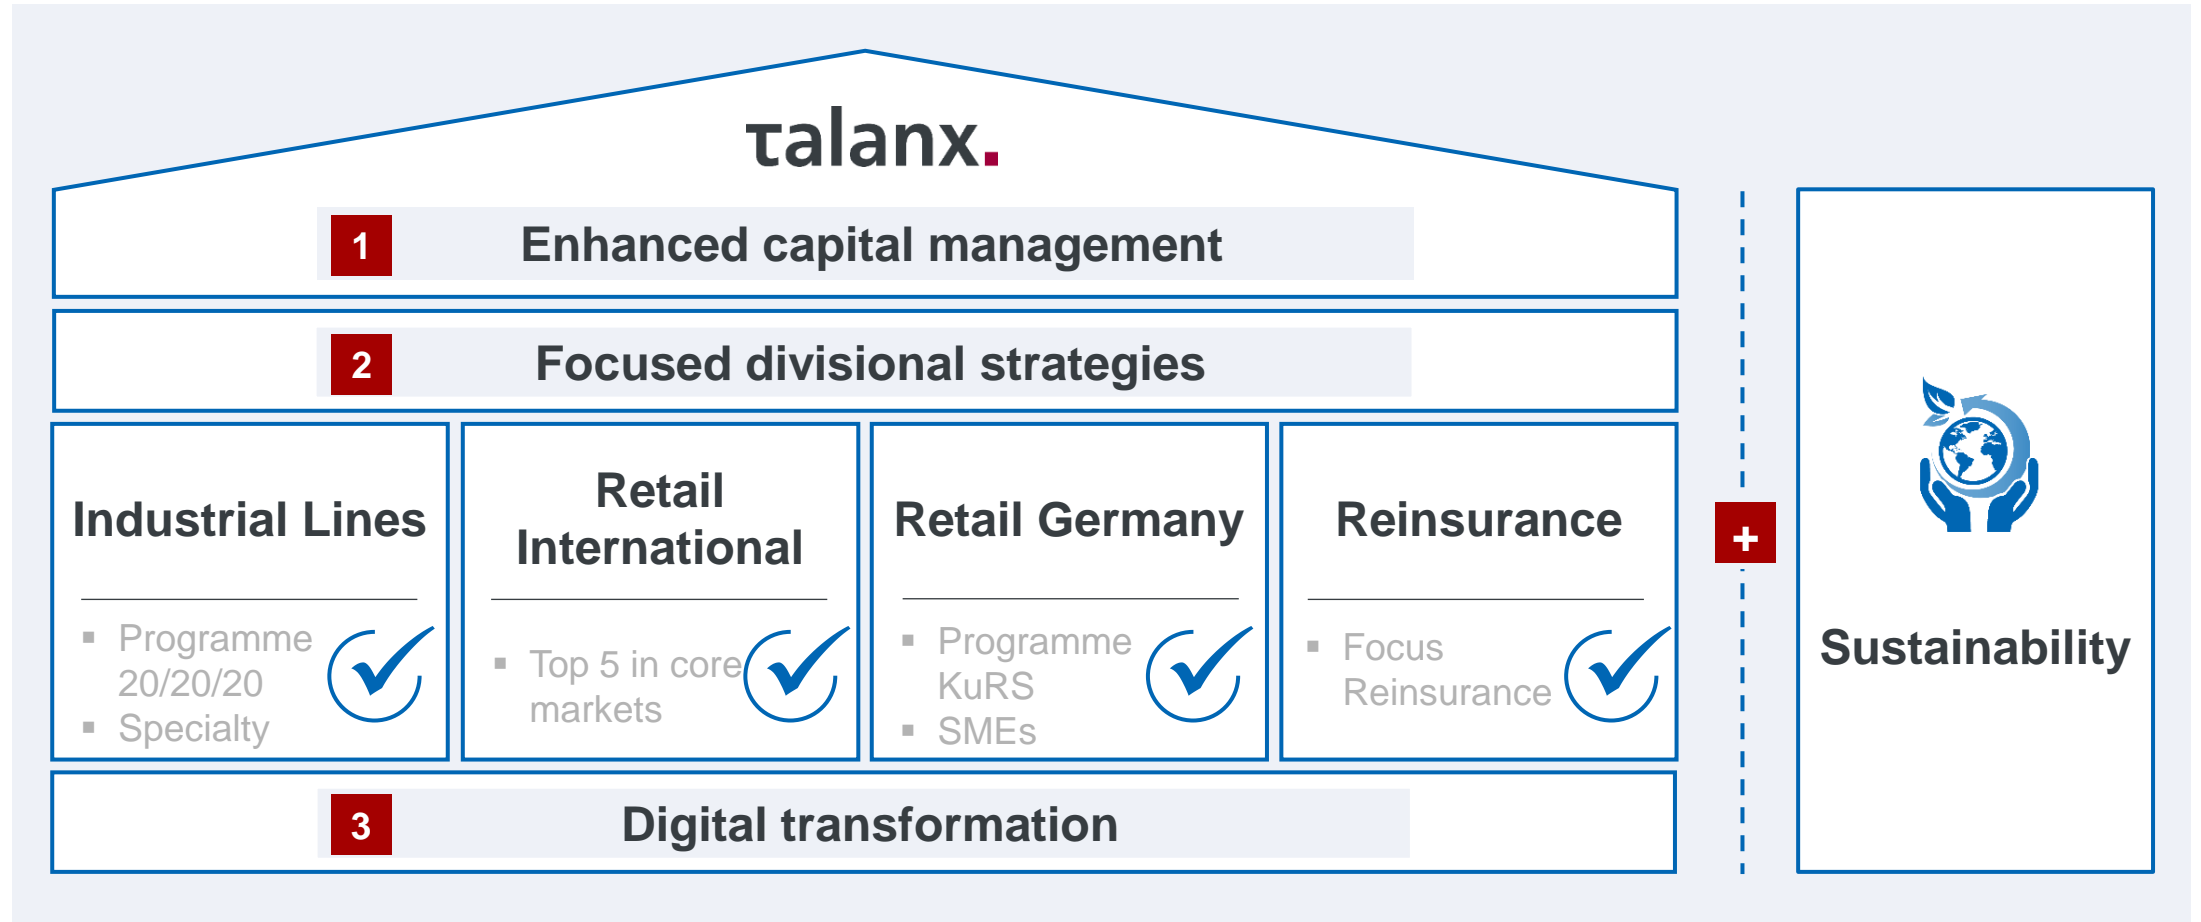 τalanx.
1 Enhanced capital management
2 Focused divisional strategies
Industrial Lines
▪ Programme
20/20/20
▪ Specialty
Retail
International
▪ Top 5 in core
markets
Retail Germany
▪ Programme
KuRS
▪ SMEs
Reinsurance
▪ Focus
Reinsurance
3 Digital transformation
+
Sustainability